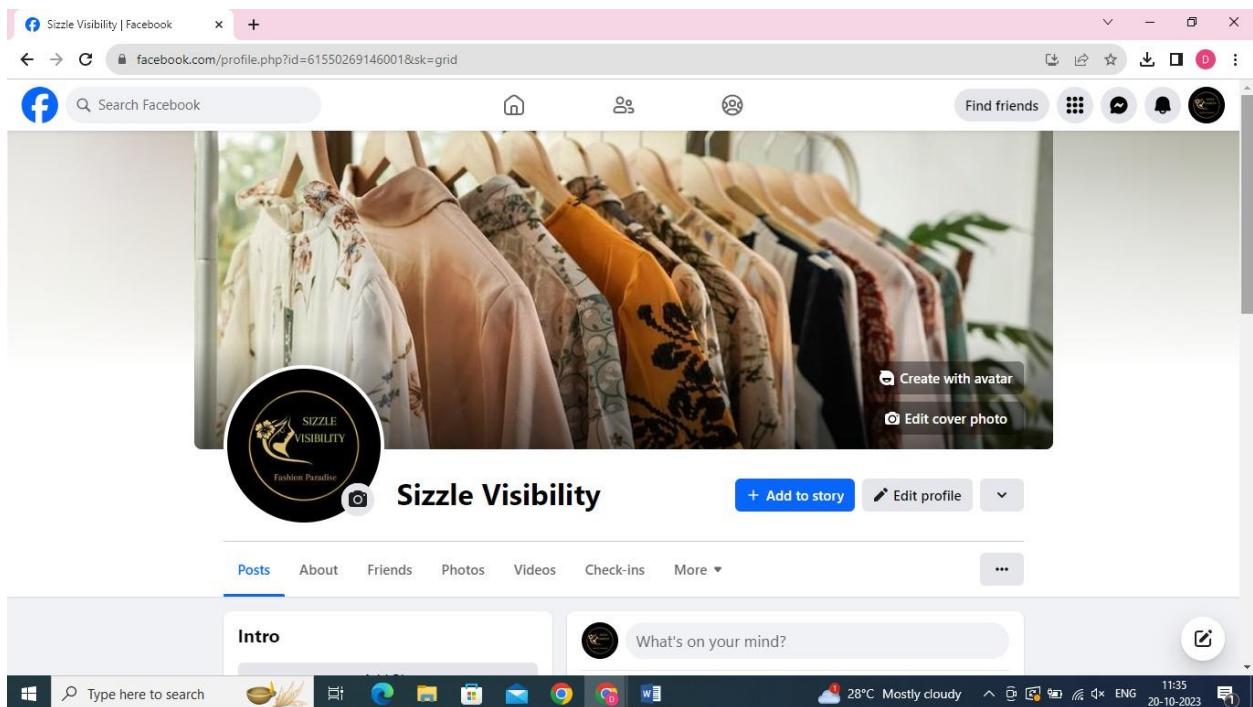 Sizzle Visibility | Facebook
facebook.com/profile.php?id=61550269146001&sk=grid
D
Search Facebook
Find friends
Create with avatar
Edit cover photo
SIZZLE
VISIBILITY
Fashion Paradise
Sizzle Visibility
+ Add to story
Edit profile
Posts About Friends Photos Videos Check-ins More
Intro
What's on your mind?
Type here to search
28°C Mostly cloudy
ENG
11:35
20-10-2023